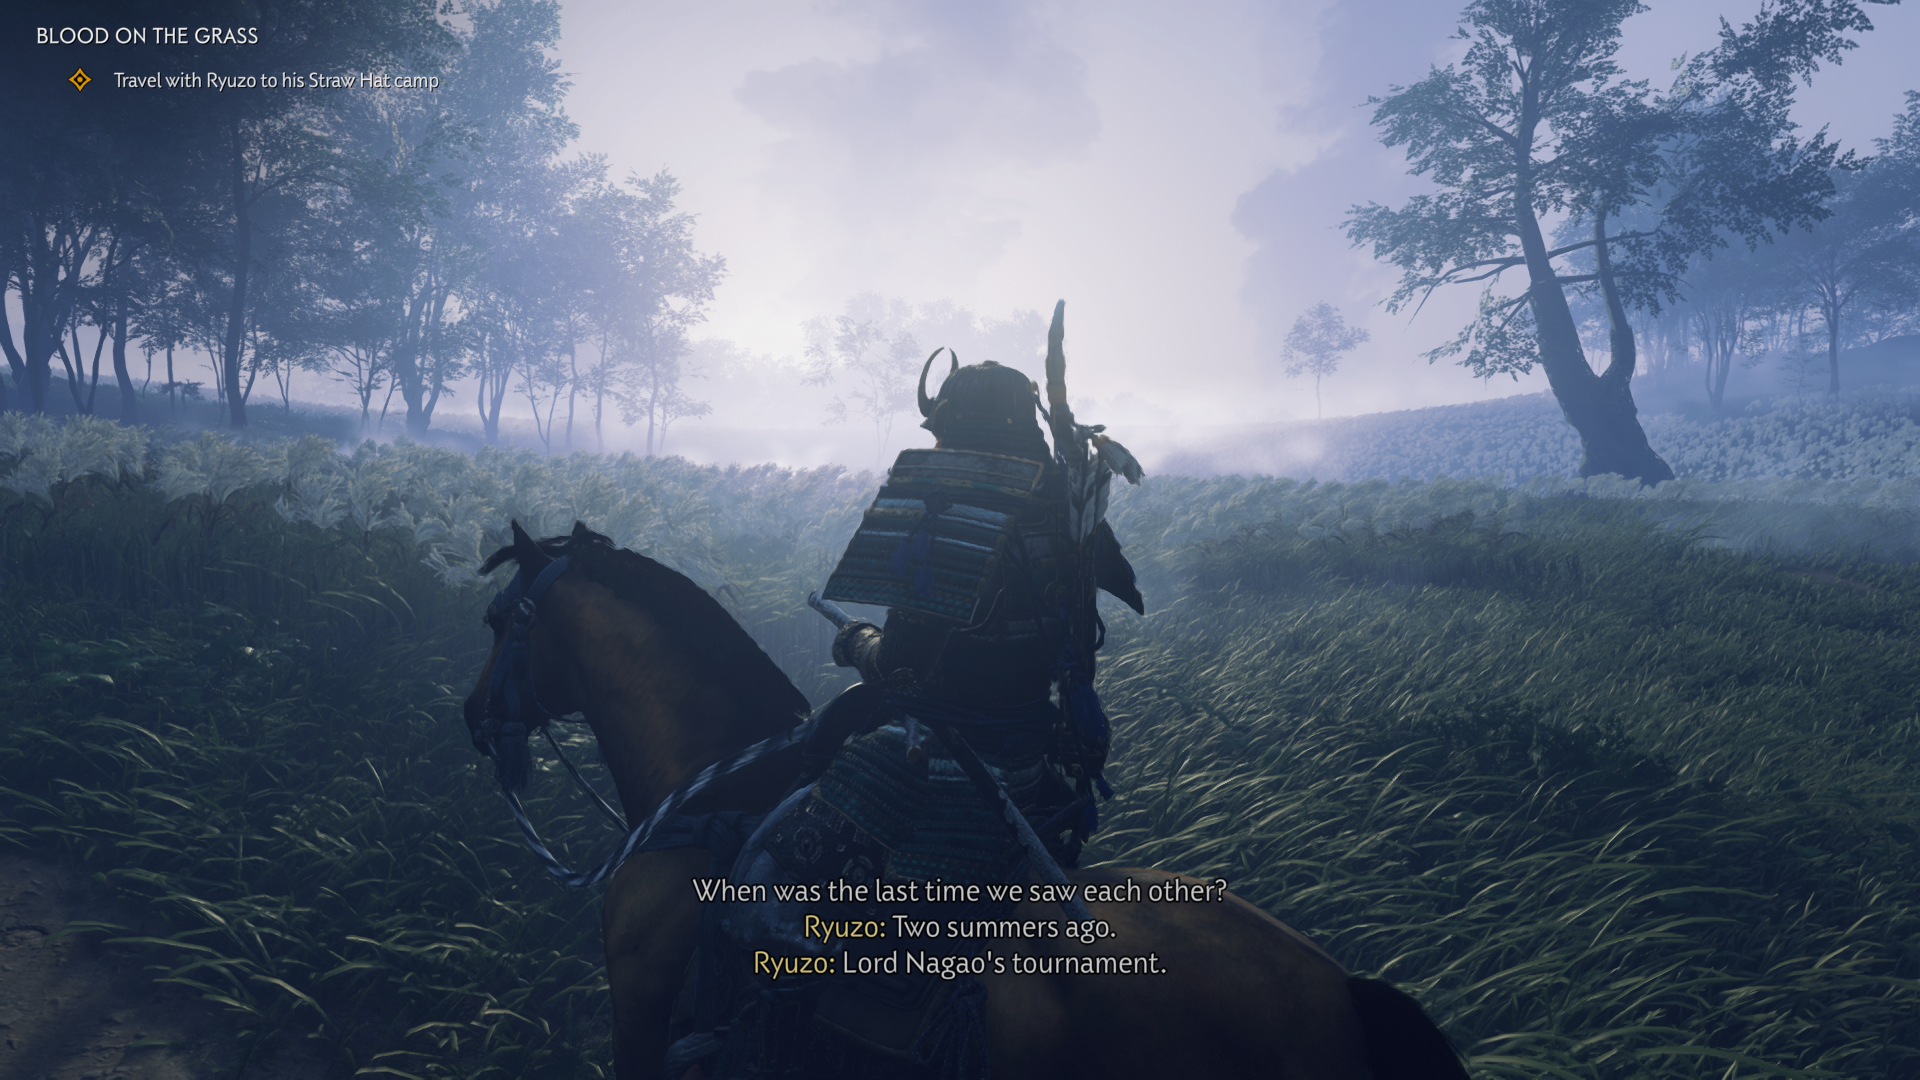 BLOOD ON THE GRASS
Travel with Ryuzo to his Straw Hat camp
When was the last time we saw each other?
Ryuzo: Two summers ago.
Ryuzo: Lord Nagao's tournament.